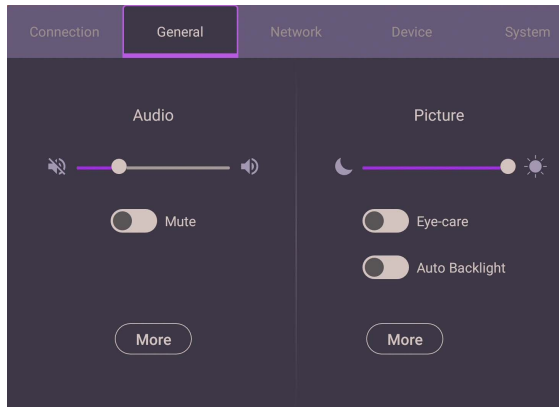 Connection General Network Device System
Audio
Mute
More
Picture
Eye-care
Auto Backlight
More